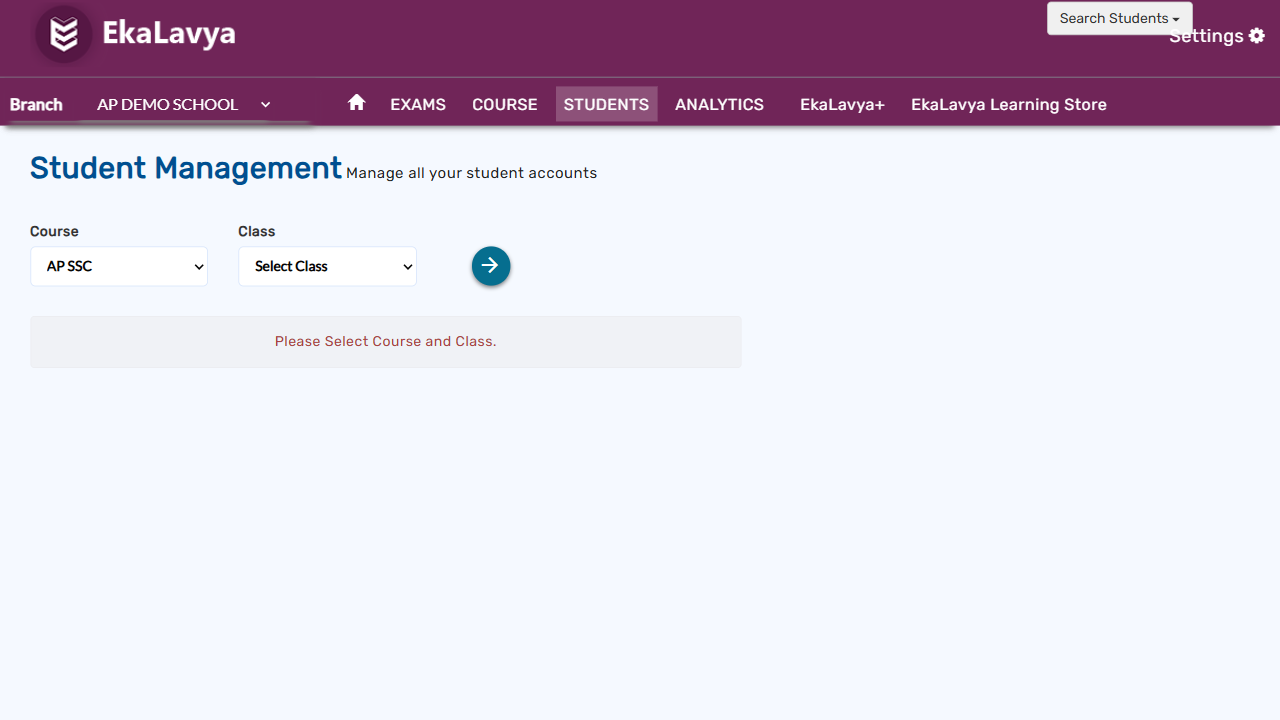 EkaLavya
Search Students
Settings
Branch AP DEMO SCHOOL EXAMS COURSE STUDENTS ANALYTICS EkaLavya+ EkaLavya Learning Store
Student Management Manage all your student accounts
Course Class
AP SSC Select Class
Please Select Course and Class.